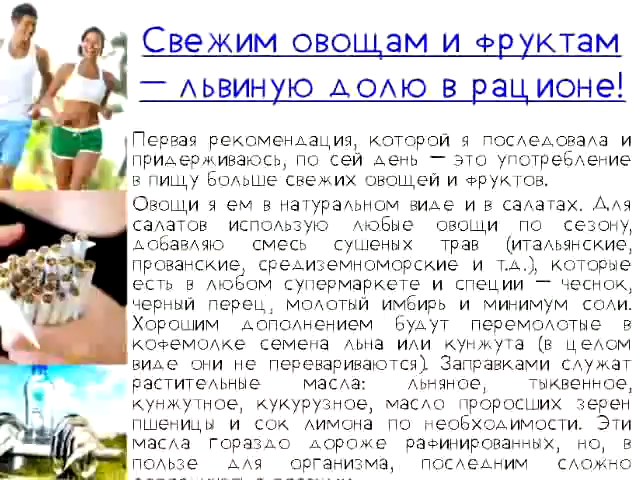 Свежим овощам и фруктам
– львиную долю в рационе!
Первая рекомендация, которой я последовала и
придерживаюсь, по сей день – это употребление
в пищу больше свежих овощей и фруктов.
Овощи я ем в натуральном виде и в салатах. Для
салатов использую любые овощи по сезону,
добавляю смесь сушеных трав (итальянские,
прованские, средиземноморские и т.д.), которые
есть в любом супермаркете и специи – чеснок,
черный перец, молотый имбирь и минимум соли.
Хорошим дополнением будут перемолотые в
кофемолке семена льна или кунжута (в целом
виде они не перевариваются). Заправками служат
растительные масла: льняное, тыквенное,
кунжутное, кукурузное, масло проросших зерен
пшеницы и сок лимона по необходимости. Эти
масла гораздо дороже рафинированных, но, в
пользе для организма, последним сложно